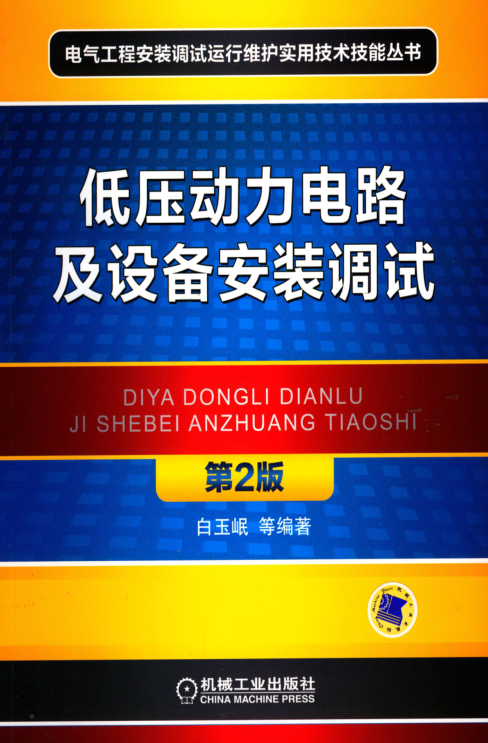 电气工程安装调试运行维护实用技术技能丛书
低压动力电路
及设备安装调试
DIYA DONGLI DIANLU
JI SHEBEI ANZHUANG TIAOSHI
第2版
白玉岷 等编著
机械工业出版社
CHINA MACHINE PRESS